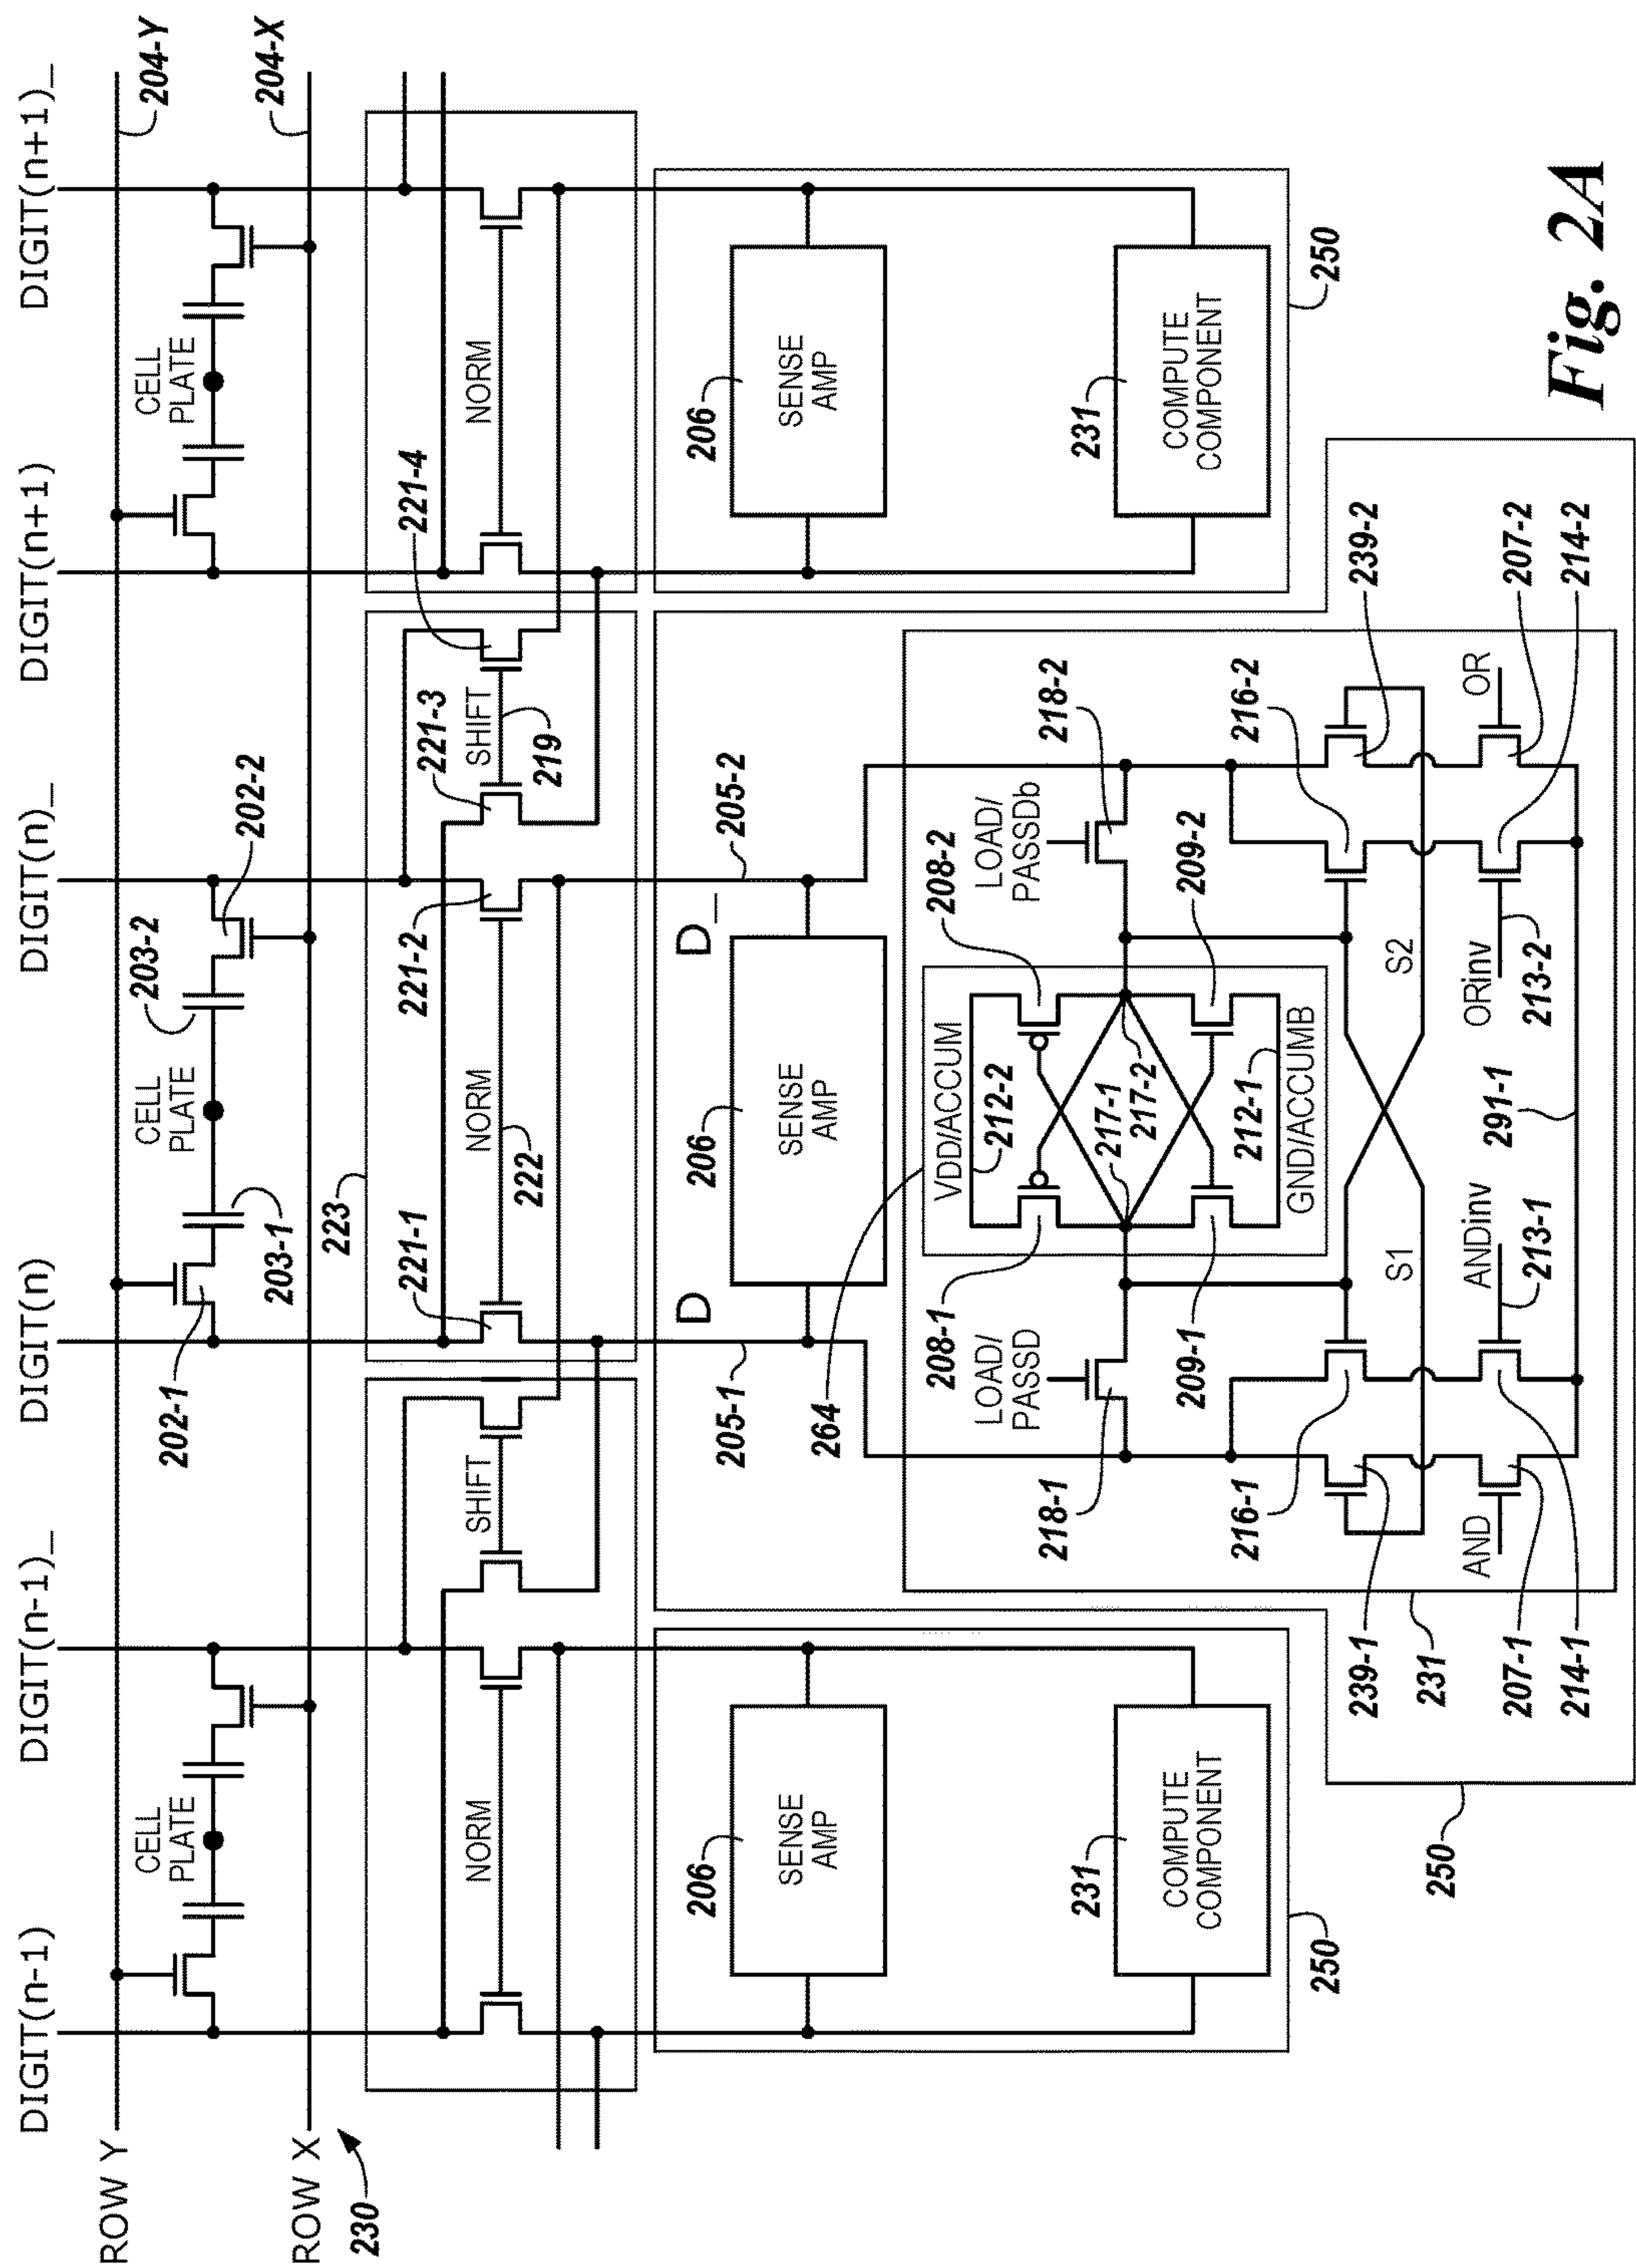 DIGIT(n-1)
DIGIT(n-1)_
DIGIT(n)
DIGIT(n)_
DIGIT(n+1)
DIGIT(n+1)_
ROW Y
204-Y
202-1
CELL
PLATE
CELL
PLATE
203-2
CELL
PLATE
203-1
202-2
ROW X
204-X
230
223
221-1
221-2
221-3
221-4
NORM
SHIFT
NORM
SHIFT
NORM
222
219
D
D_
205-1
205-2
206
206
206
SENSE
AMP
SENSE
AMP
SENSE
AMP
264
208-1
VDD/ACCUM
208-2
212-2
LOAD/
PASSD
LOAD/
PASSDb
218-1
218-2
217-1
217-2
231
231
COMPUTE
COMPONENT
COMPUTE
COMPONENT
209-1
209-2
212-1
GND/ACCUMB
216-1
216-2
250
250
239-1
S1
S2
239-2
231
250
AND
ANDinv
ORinv
OR
207-1
213-1
291-1
213-2
207-2
214-1
214-2
Fig. 2A